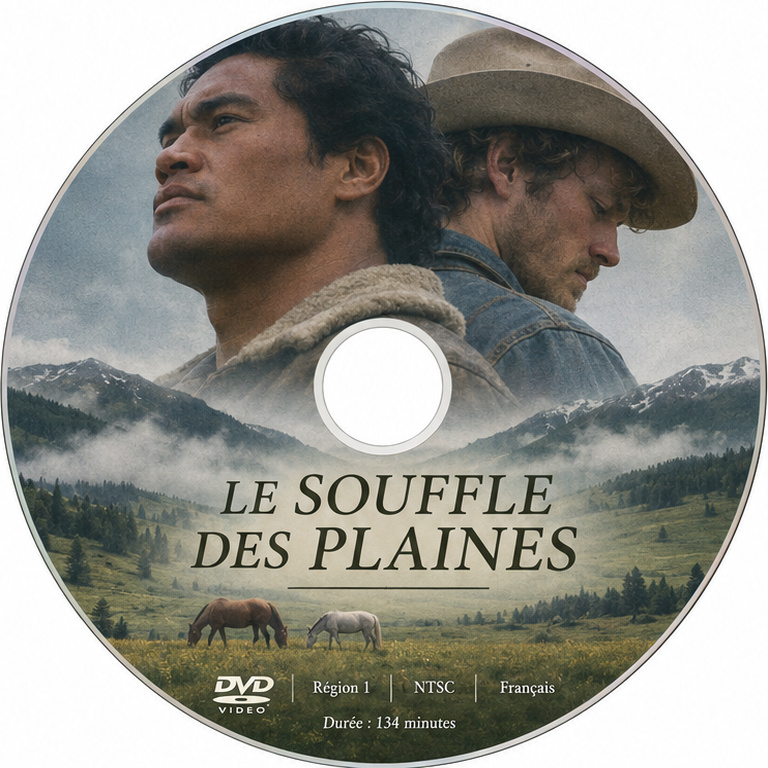 LE SOUFFLE
DES PLAINES
DVD VIDEO | Région 1 | NTSC | Français
Durée : 134 minutes